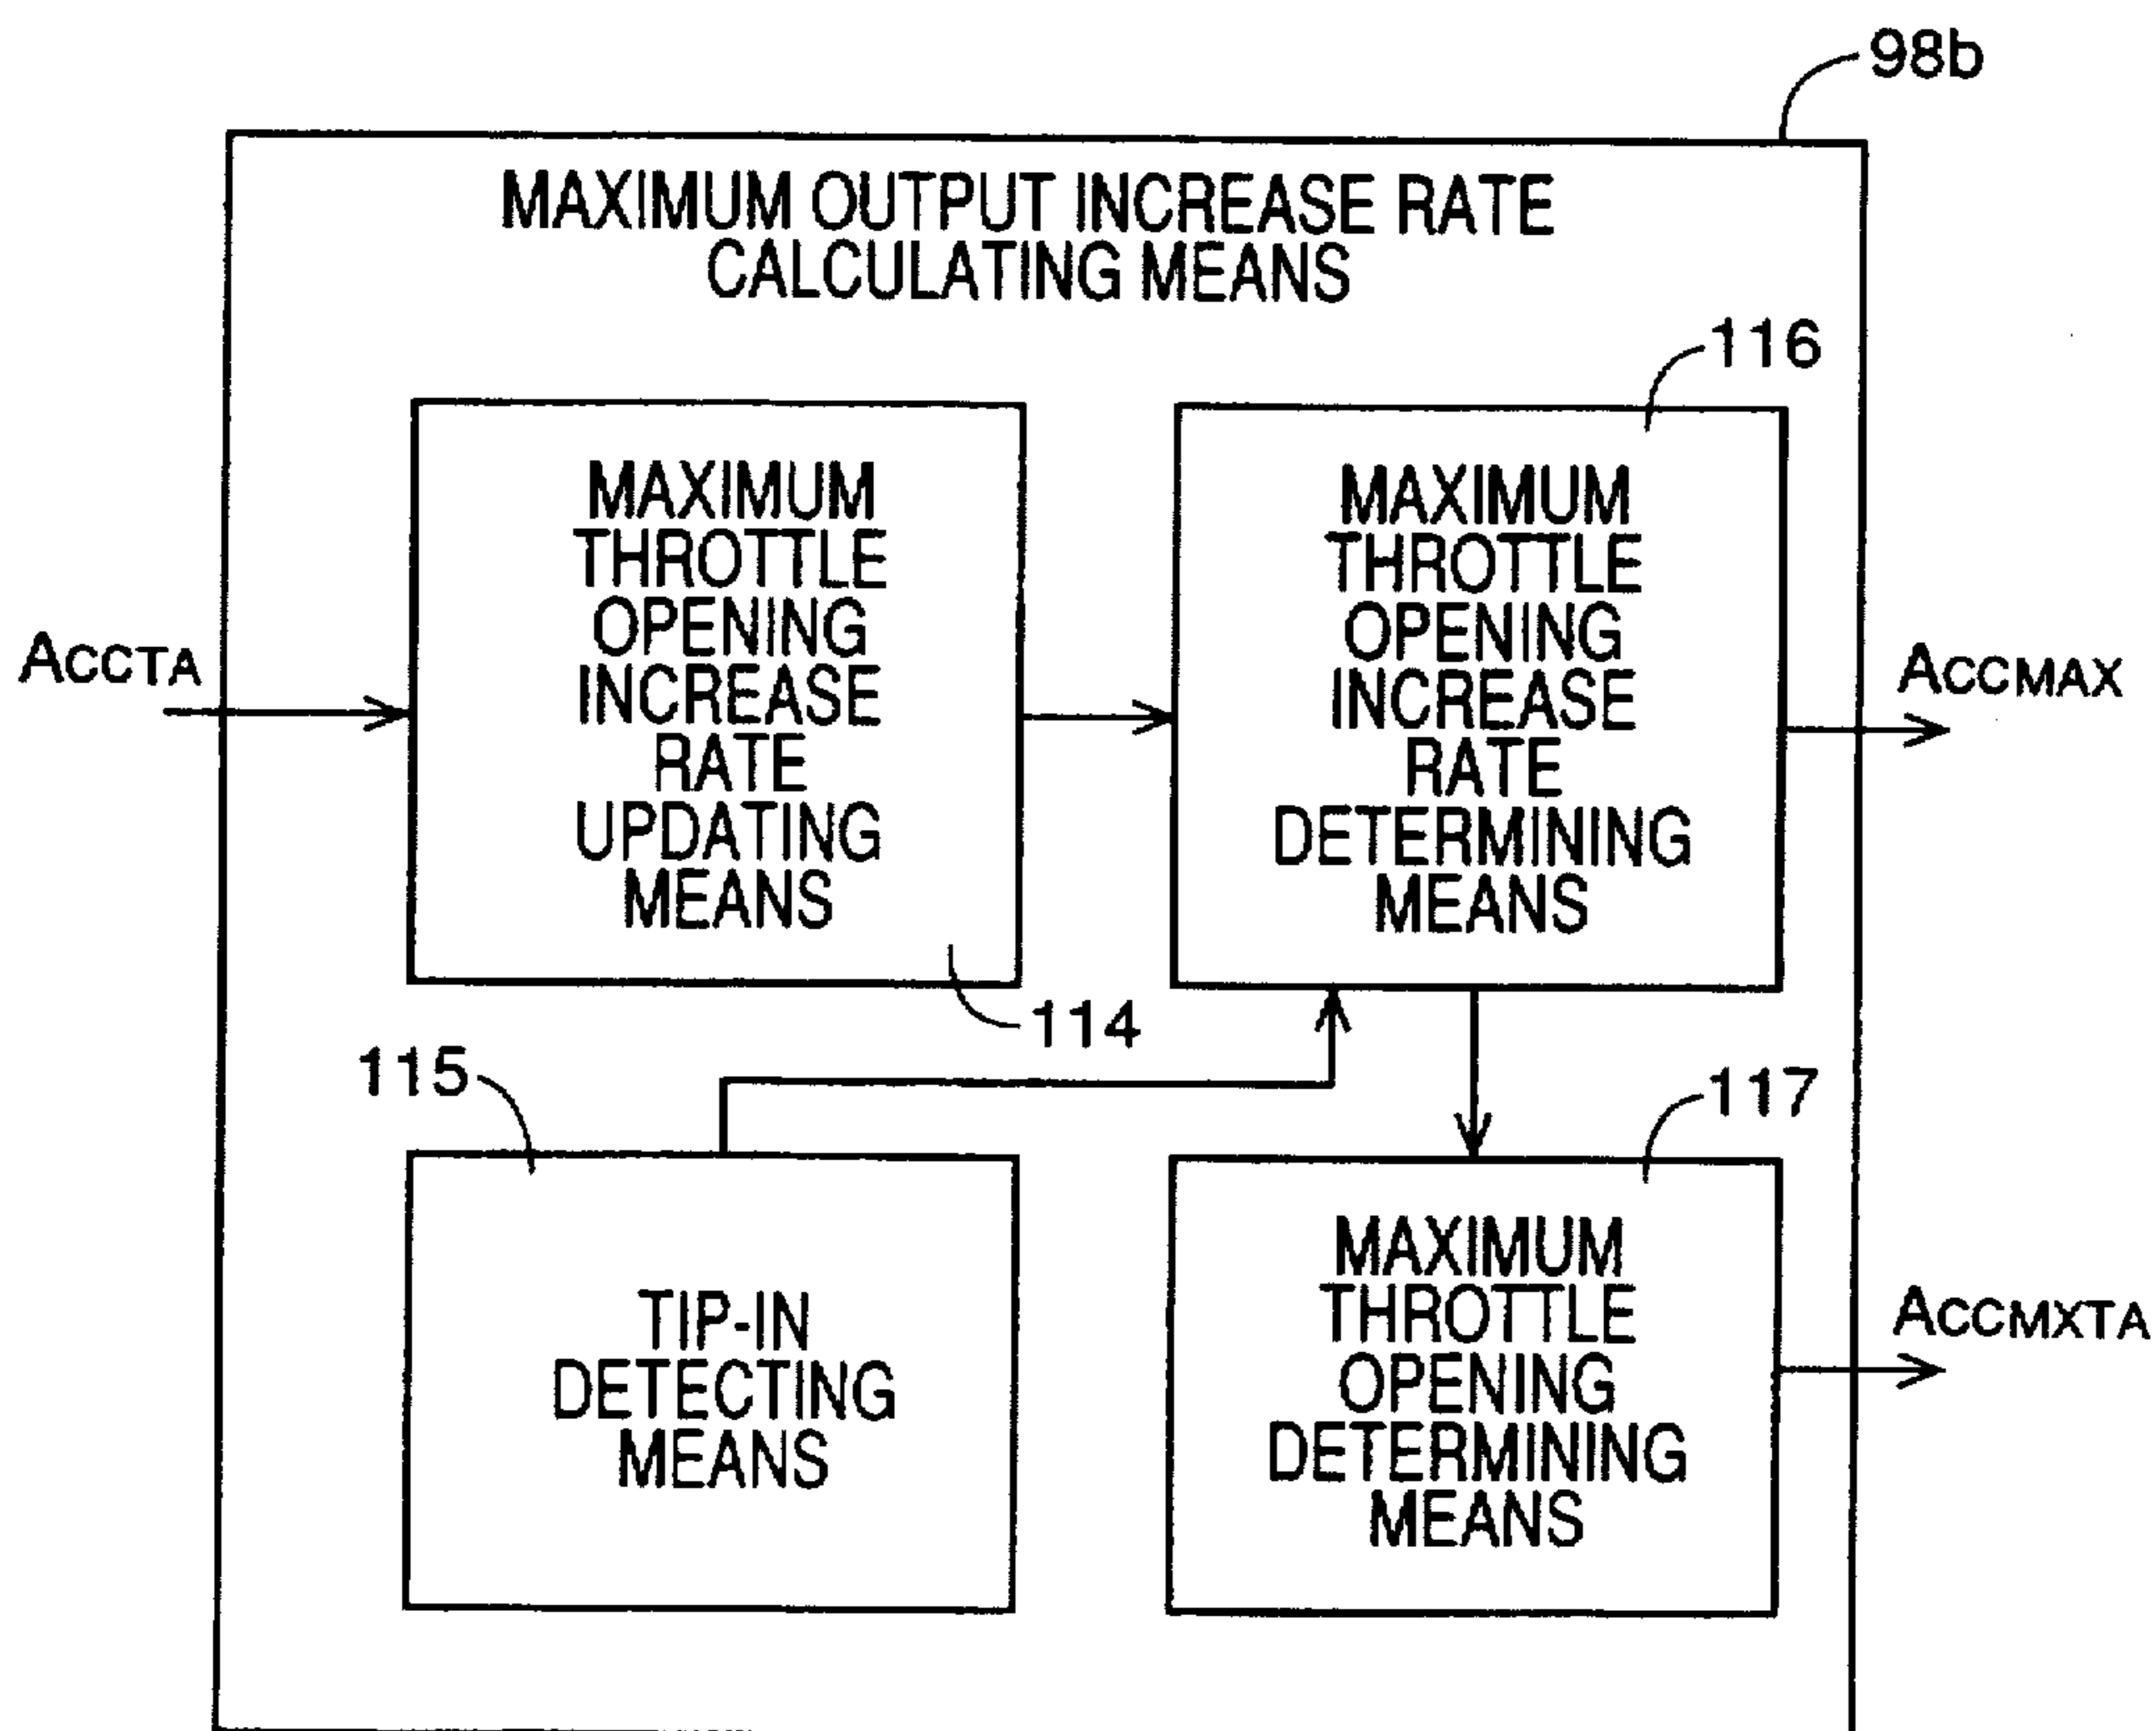 98b
MAXIMUM OUTPUT INCREASE RATE
CALCULATING MEANS
116
MAXIMUM
THROTTLE
OPENING
INCREASE
RATE
UPDATING
MEANS
MAXIMUM
THROTTLE
OPENING
INCREASE
RATE
DETERMINING
MEANS
ACCTA
ACCMAX
114
115
117
TIP-IN
DETECTING
MEANS
MAXIMUM
THROTTLE
OPENING
DETERMINING
MEANS
ACCMXTA